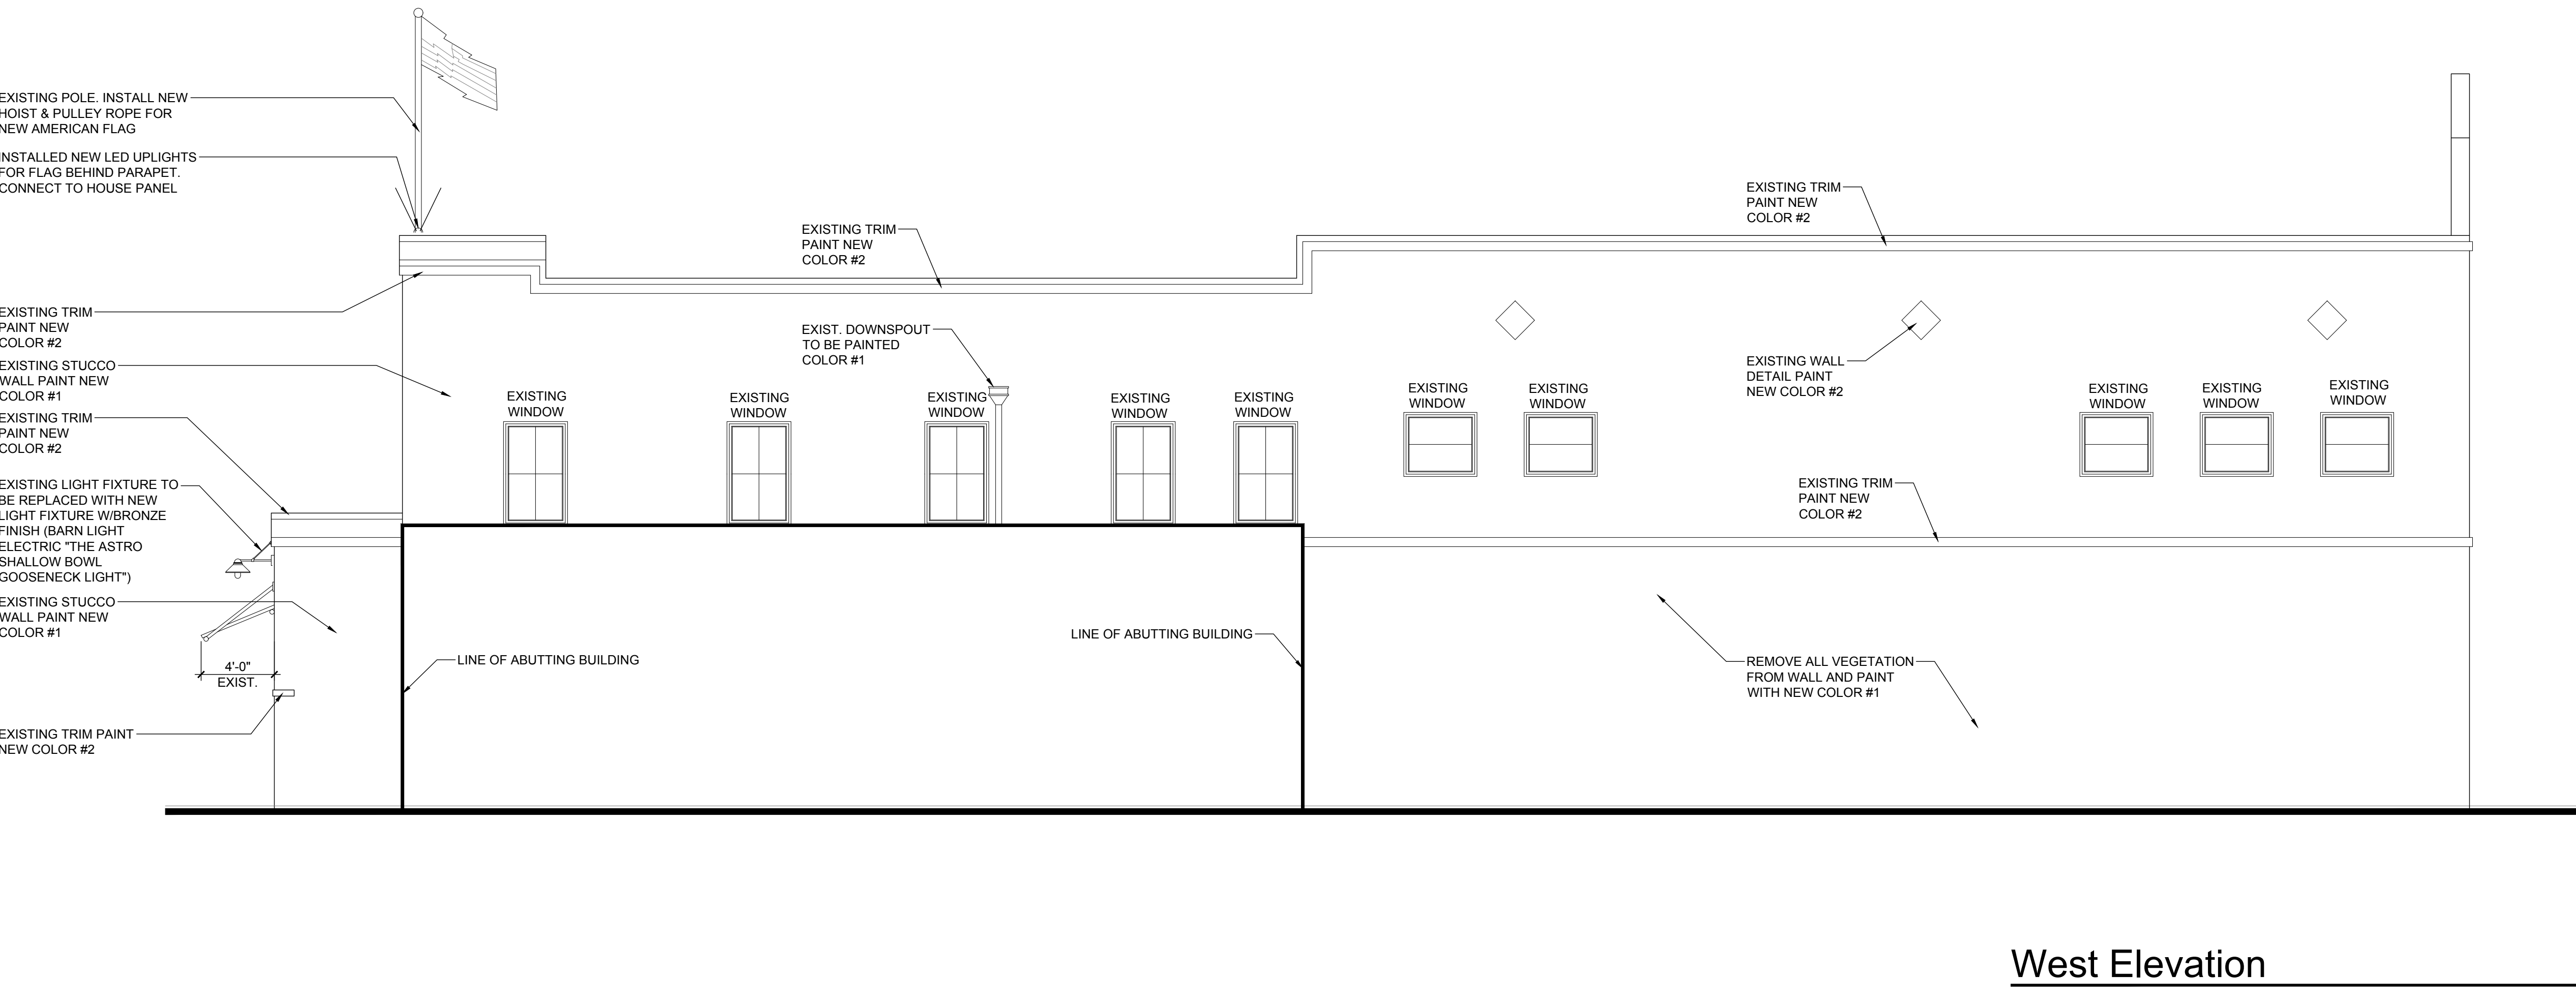 EXISTING POLE. INSTALL NEW
HOIST & PULLEY ROPE FOR
NEW AMERICAN FLAG
INSTALLED NEW LED UPLIGHTS
FOR FLAG BEHIND PARAPET.
CONNECT TO HOUSE PANEL
EXISTING TRIM
PAINT NEW
COLOR #2
EXISTING STUCCO
WALL PAINT NEW
COLOR #1
EXISTING TRIM
PAINT NEW
COLOR #2
EXISTING LIGHT FIXTURE TO
BE REPLACED WITH NEW
LIGHT FIXTURE W/BRONZE
FINISH (BARN LIGHT
ELECTRIC "THE ASTRO
SHALLOW BOWL
GOOSENECK LIGHT")
EXISTING STUCCO
WALL PAINT NEW
COLOR #1
4'-0"
EXIST.
EXISTING TRIM PAINT
NEW COLOR #2
EXISTING TRIM
PAINT NEW
COLOR #2
EXIST. DOWNSPOUT
TO BE PAINTED
COLOR #1
EXISTING
WINDOW
EXISTING
WINDOW
EXISTING
WINDOW
EXISTING
WINDOW
EXISTING
WINDOW
LINE OF ABUTTING BUILDING
LINE OF ABUTTING BUILDING
EXISTING TRIM
PAINT NEW
COLOR #2
EXISTING WALL
DETAIL PAINT
NEW COLOR #2
EXISTING
WINDOW
EXISTING
WINDOW
EXISTING
WINDOW
EXISTING
WINDOW
EXISTING
WINDOW
EXISTING TRIM
PAINT NEW
COLOR #2
REMOVE ALL VEGETATION
FROM WALL AND PAINT
WITH NEW COLOR #1
West Elevation